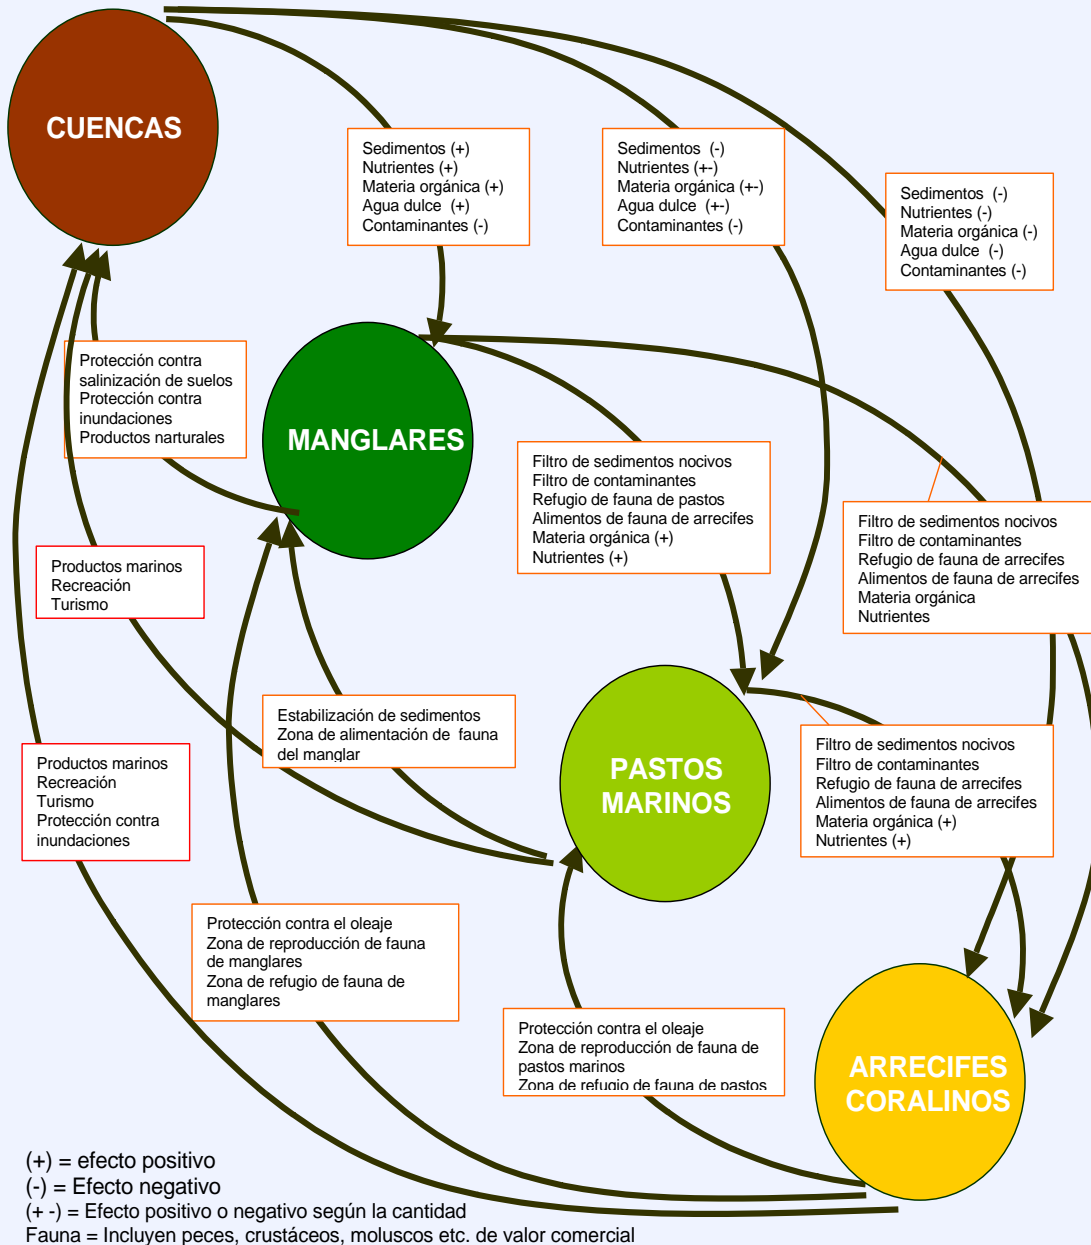 CUENCAS
Sedimentos (+)
Nutrientes (+)
Materia orgánica (+)
Agua dulce (+)
Contaminantes (-)
Sedimentos (-)
Nutrientes (+-)
Materia orgánica (+-)
Agua dulce (+-)
Contaminantes (-)
Sedimentos (-)
Nutrientes (-)
Materia orgánica (-)
Agua dulce (-)
Contaminantes (-)
Protección contra
salinización de suelos
Protección contra
inundaciones
Productos narturales
MANGLARES
Filtro de sedimentos nocivos
Filtro de contaminantes
Refugio de fauna de pastos
Alimentos de fauna de arrecifes
Materia orgánica (+)
Nutrientes (+)
Filtro de sedimentos nocivos
Filtro de contaminantes
Refugio de fauna de arrecifes
Alimentos de fauna de arrecifes
Materia orgánica
Nutrientes
Productos marinos
Recreación
Turismo
Estabilización de sedimentos
Zona de alimentación de fauna
del manglar
PASTOS
MARINOS
Filtro de sedimentos nocivos
Filtro de contaminantes
Refugio de fauna de arrecifes
Alimentos de fauna de arrecifes
Materia orgánica (+)
Nutrientes (+)
Productos marinos
Recreación
Turismo
Protección contra
inundaciones
Protección contra el oleaje
Zona de reproducción de fauna
de manglares
Zona de refugio de fauna de
manglares
Protección contra el oleaje
Zona de reproducción de fauna de
pastos marinos
Zona de refugio de fauna de pastos
ARRECIFES
CORALINOS
(+) = efecto positivo
(-) = Efecto negativo
(+ -) = Efecto positivo o negativo según la cantidad
Fauna = Incluyen peces, crustáceos, moluscos etc. de valor comercial